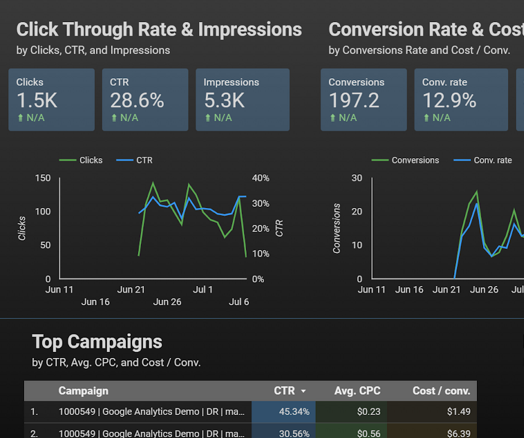 Click Through Rate & Impressions
by Clicks, CTR, and Impressions
Clicks
1.5K
N/A
CTR
28.6%
N/A
Impressions
5.3K
N/A
Clicks CTR
150
100
50
0
Clicks
40%
30%
20%
10%
0%
CTR
Jun 11 Jun 21 Jul 1
Jun 16 Jun 26 Jul 6
Conversion Rate & Cost
by Conversions Rate and Cost / Conv.
Conversions
197.2
N/A
Conv. rate
12.9%
N/A
Conversions Conv. rate
30
20
10
0
Conversions
Jun 11 Jun 16 Jun 21 Jun 26
Top Campaigns
by CTR, Avg. CPC, and Cost / Conv.
Campaign CTR Avg. CPC Cost / conv.
1. 1000549 | Google Analytics Demo | DR | ma... 45.34% $0.23 $1.49
2. 1000549 | Google Analytics Demo | DR | ma... 30.56% $0.56 $6.39